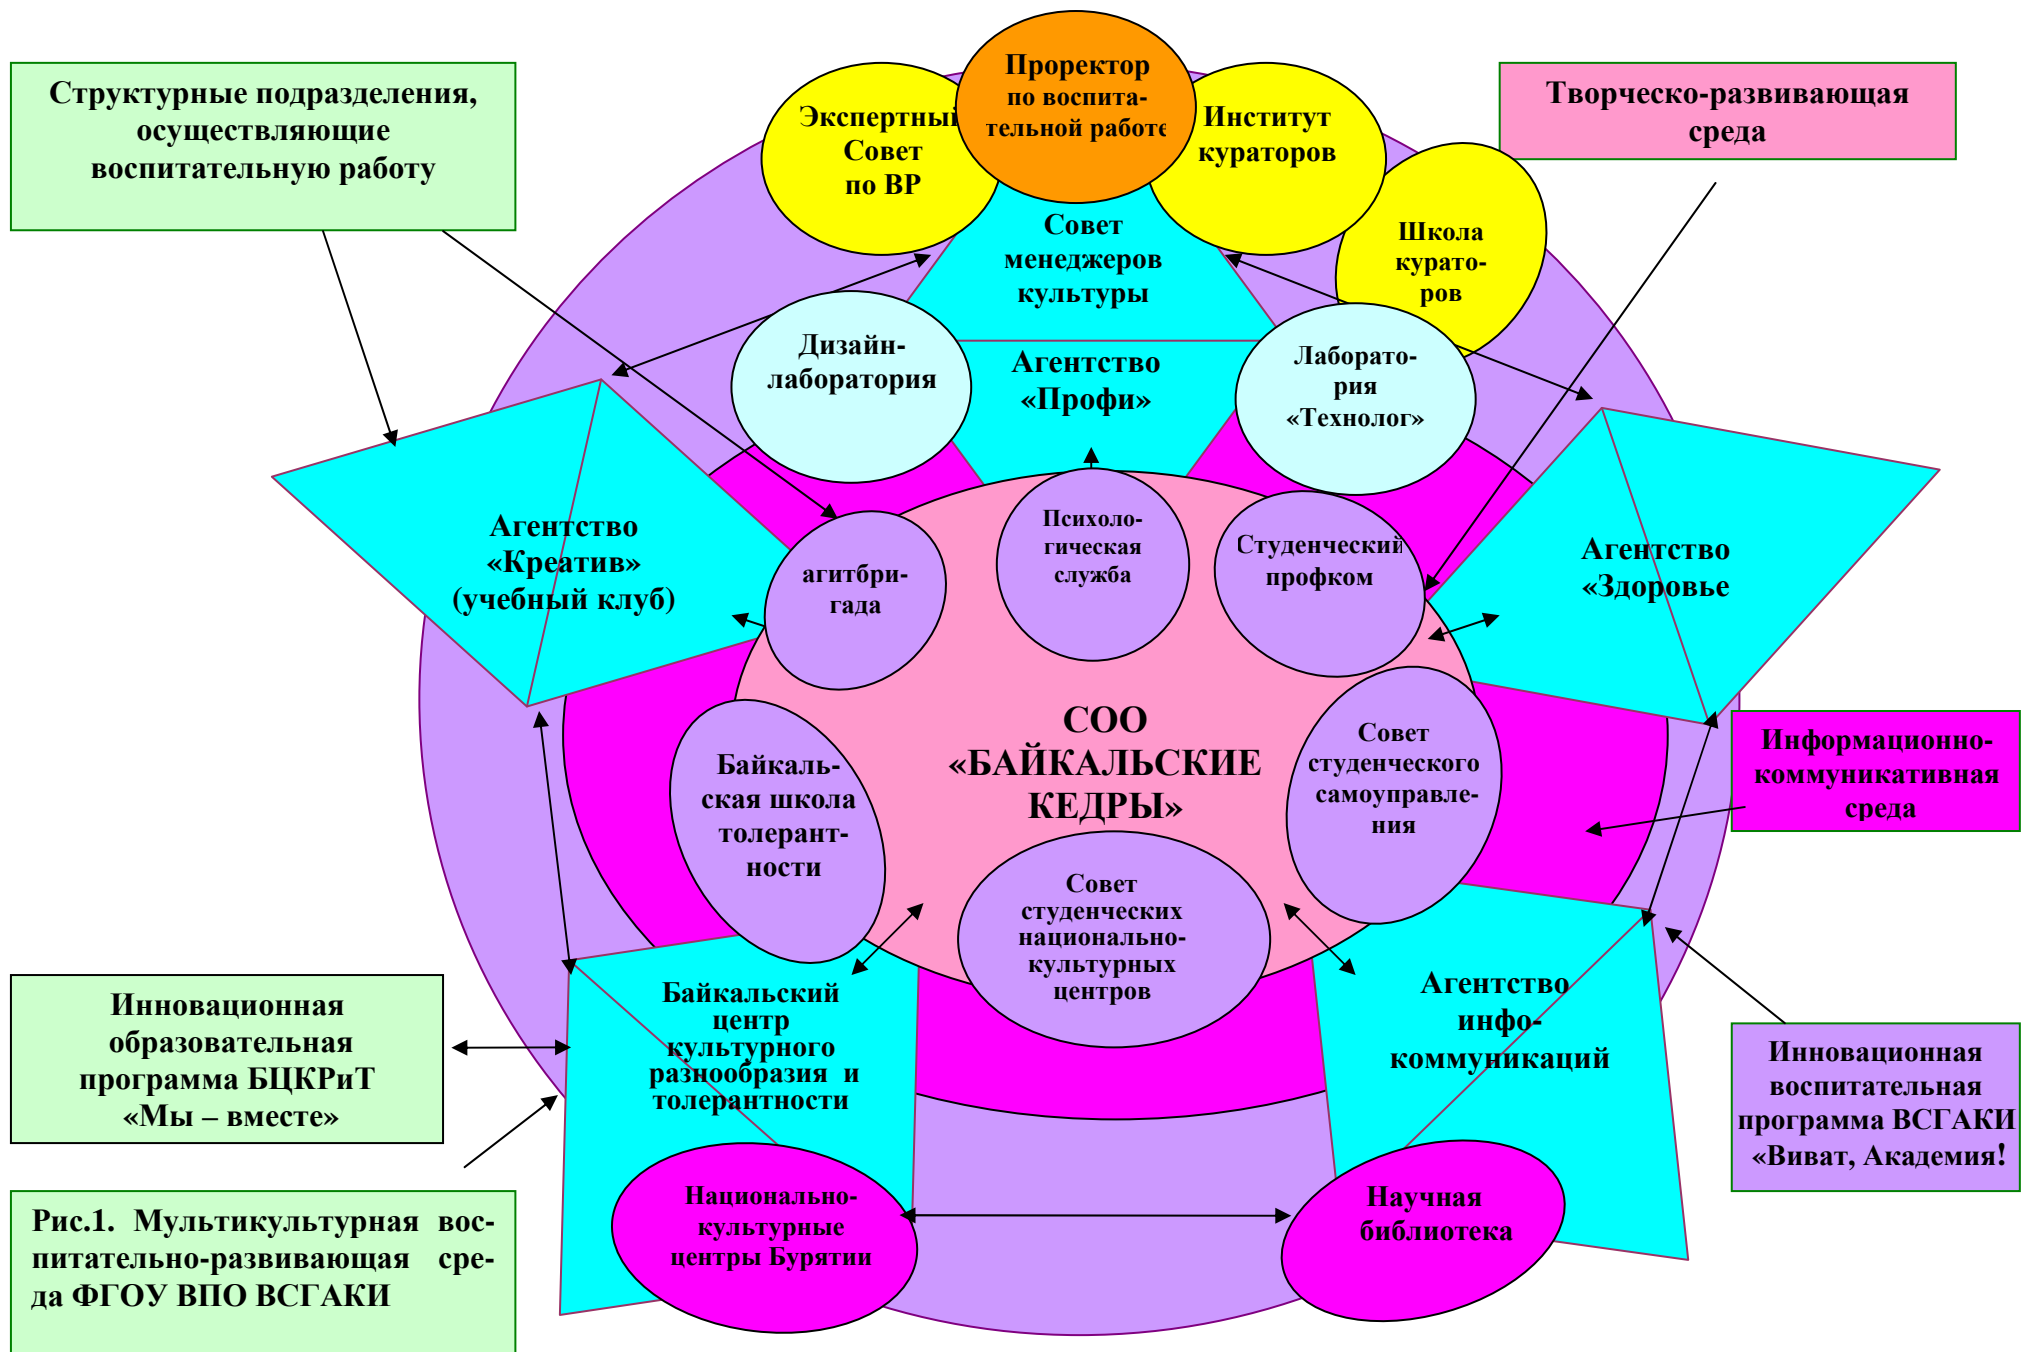 Структурные подразделения,
осуществляющие
воспитательную работу
Экспертный
Совет
по ВР
Проректор
по воспита-
тельной работе
Институт
кураторов
Школа
курато-
ров
Творческо-развивающая
среда
Совет
менеджеров
культуры
Дизайн-
лаборатория
Агентство
«Профи»
Лаборато-
рия
«Технолог»
Агентство
«Креатив»
(учебный клуб)
агитбри-
гада
Психоло-
гическая
служба
Студенческий
профком
Агентство
«Здоровье
СОО
«БАЙКАЛЬСКИЕ
КЕДРЫ»
Байкаль-
ская школа
толерант-
ности
Совет
студенческого
самоуправле-
ния
Информационно-
коммуникативная
среда
Совет
студенческих
национально-
культурных
центров
Байкальский
центр
культурного
разнообразия и
толерантности
Агентство
инфо-
коммуникаций
Инновационная
образовательная
программа БЦКРиТ
«Мы – вместе»
Инновационная
воспитательная
программа ВСГАКИ
«Виват, Академия!
Национально-
культурные
центры Бурятии
Научная
библиотека
Рис.1. Мультикультурная вос-
питательно-развивающая сре-
да ФГОУ ВПО ВСГАКИ